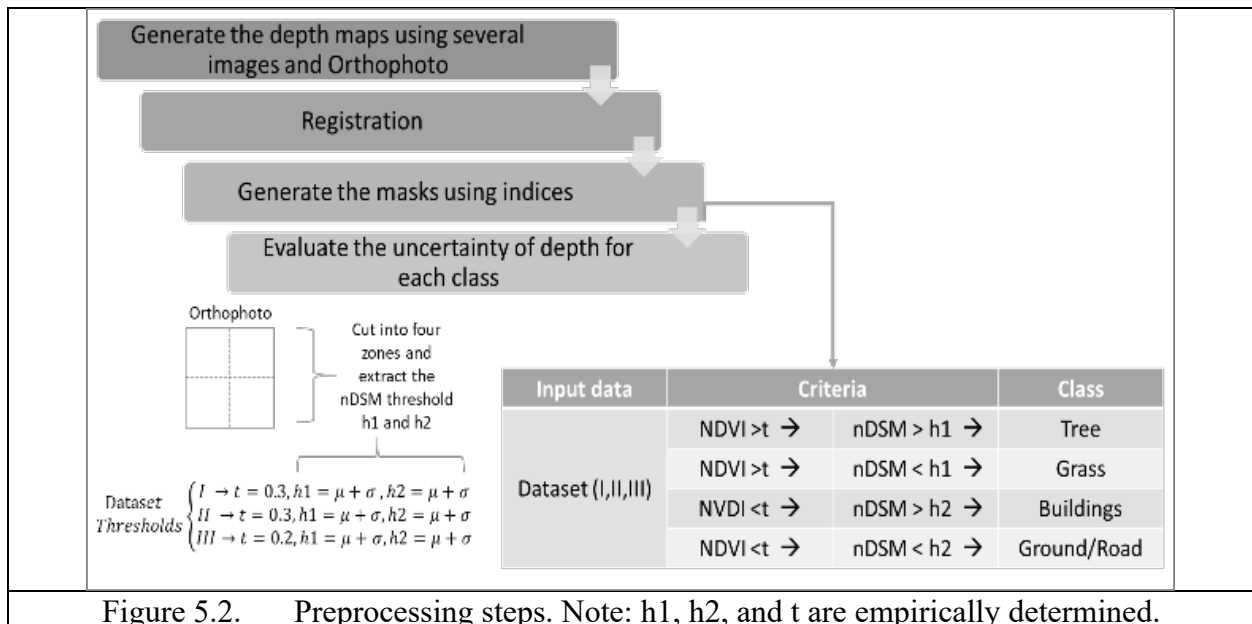 Generate the depth maps using several
images and Orthophoto
Registration
Generate the masks using indices
Evaluate the uncertainty of depth for
each class
Orthophoto
Cut into four
zones and
extract the
nDSM threshold
h1 and h2
Dataset
Thresholds
I → t = 0.3, h1 = μ + σ, h2 = μ + σ
II → t = 0.3, h1 = μ + σ, h2 = μ + σ
III → t = 0.2, h1 = μ + σ, h2 = μ + σ
Input data Criteria Class
Dataset (I,II,III)
NDVI >t → nDSM > h1 → Tree
NDVI >t → nDSM < h1 → Grass
NVDI <t → nDSM > h2 → Buildings
NDVI <t → nDSM < h2 → Ground/Road
Figure 5.2. Preprocessing steps. Note: h1, h2, and t are empirically determined.